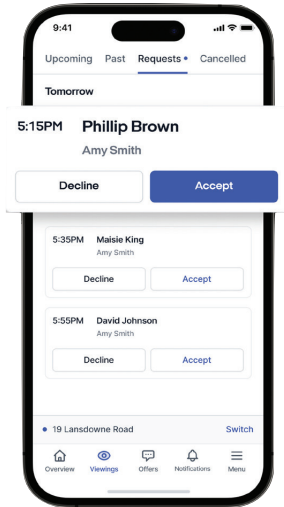 9:41
Upcoming Past Requests Cancelled
Tomorrow
5:15PM Phillip Brown
Amy Smith
Decline Accept
5:35PM Maisie King
Amy Smith
Decline Accept
5:55PM David Johnson
Amy Smith
Decline Accept
19 Lansdowne Road Switch
Overview Viewings Offers Notifications Menu